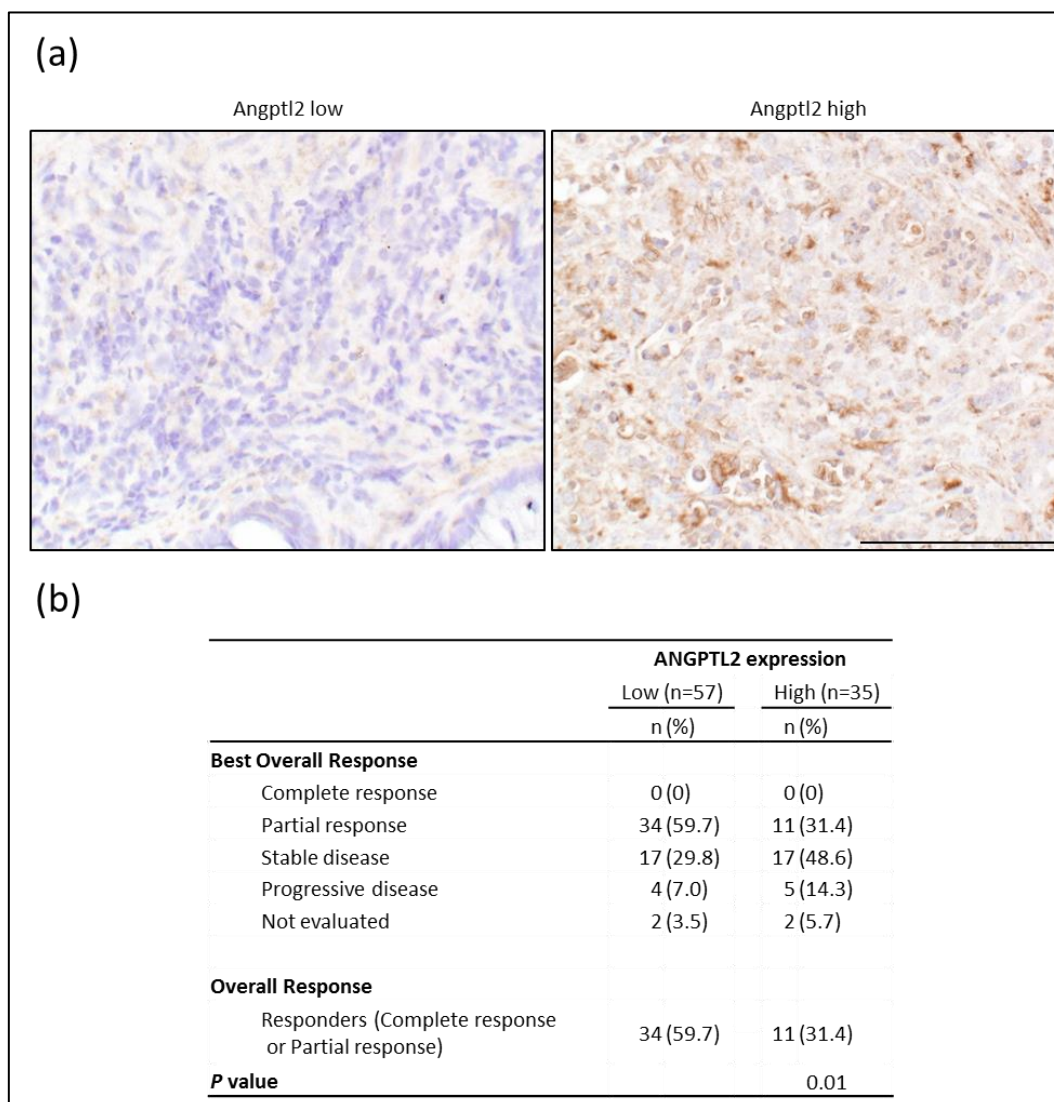 (a)
Angptl2 low
Angptl2 high
(b)
ANGPTL2 expression
Low (n=57) High (n=35)
n (%) n (%)
Best Overall Response
Complete response 0 (0) 0 (0)
Partial response 34 (59.7) 11 (31.4)
Stable disease 17 (29.8) 17 (48.6)
Progressive disease 4 (7.0) 5 (14.3)
Not evaluated 2 (3.5) 2 (5.7)
Overall Response
Responders (Complete response
or Partial response) 34 (59.7) 11 (31.4)
P value 0.01